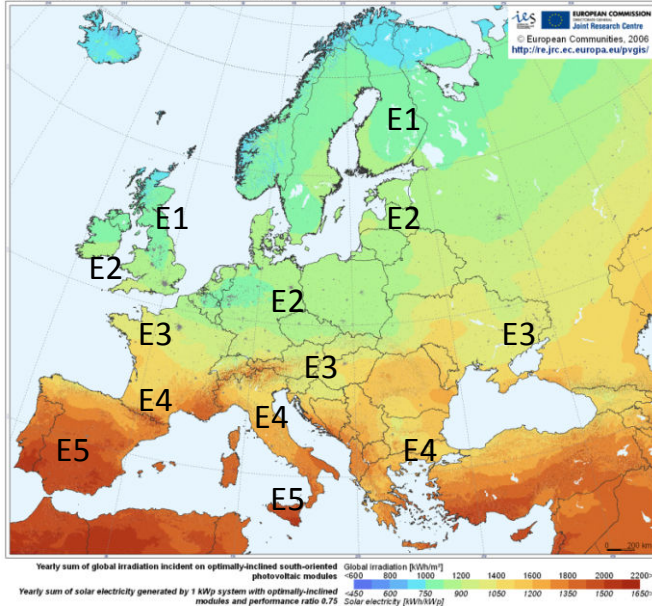 ies
EUROPEAN COMMISSION
DIRECTORATE-GENERAL
Joint Research Centre
© European Communities, 2006
http://re.jrc.ec.europa.eu/pvgis/
E1
E1
E2
E2
E2
E3
E3
E3
E4
E4
E4
E5
E5
0 200 km
Yearly sum of global irradiation incident on optimally-inclined south-oriented
photovoltaic modules
Yearly sum of solar electricity generated by 1 kWp system with optimally-inclined
modules and performance ratio 0.75
Global irradiation [kWh/m²]
<600 800 1000 1200 1400 1600 1800 2000 2200>
<450 600 750 900 1050 1200 1350 1500 1650>
Solar electricity [kWh/kWp]